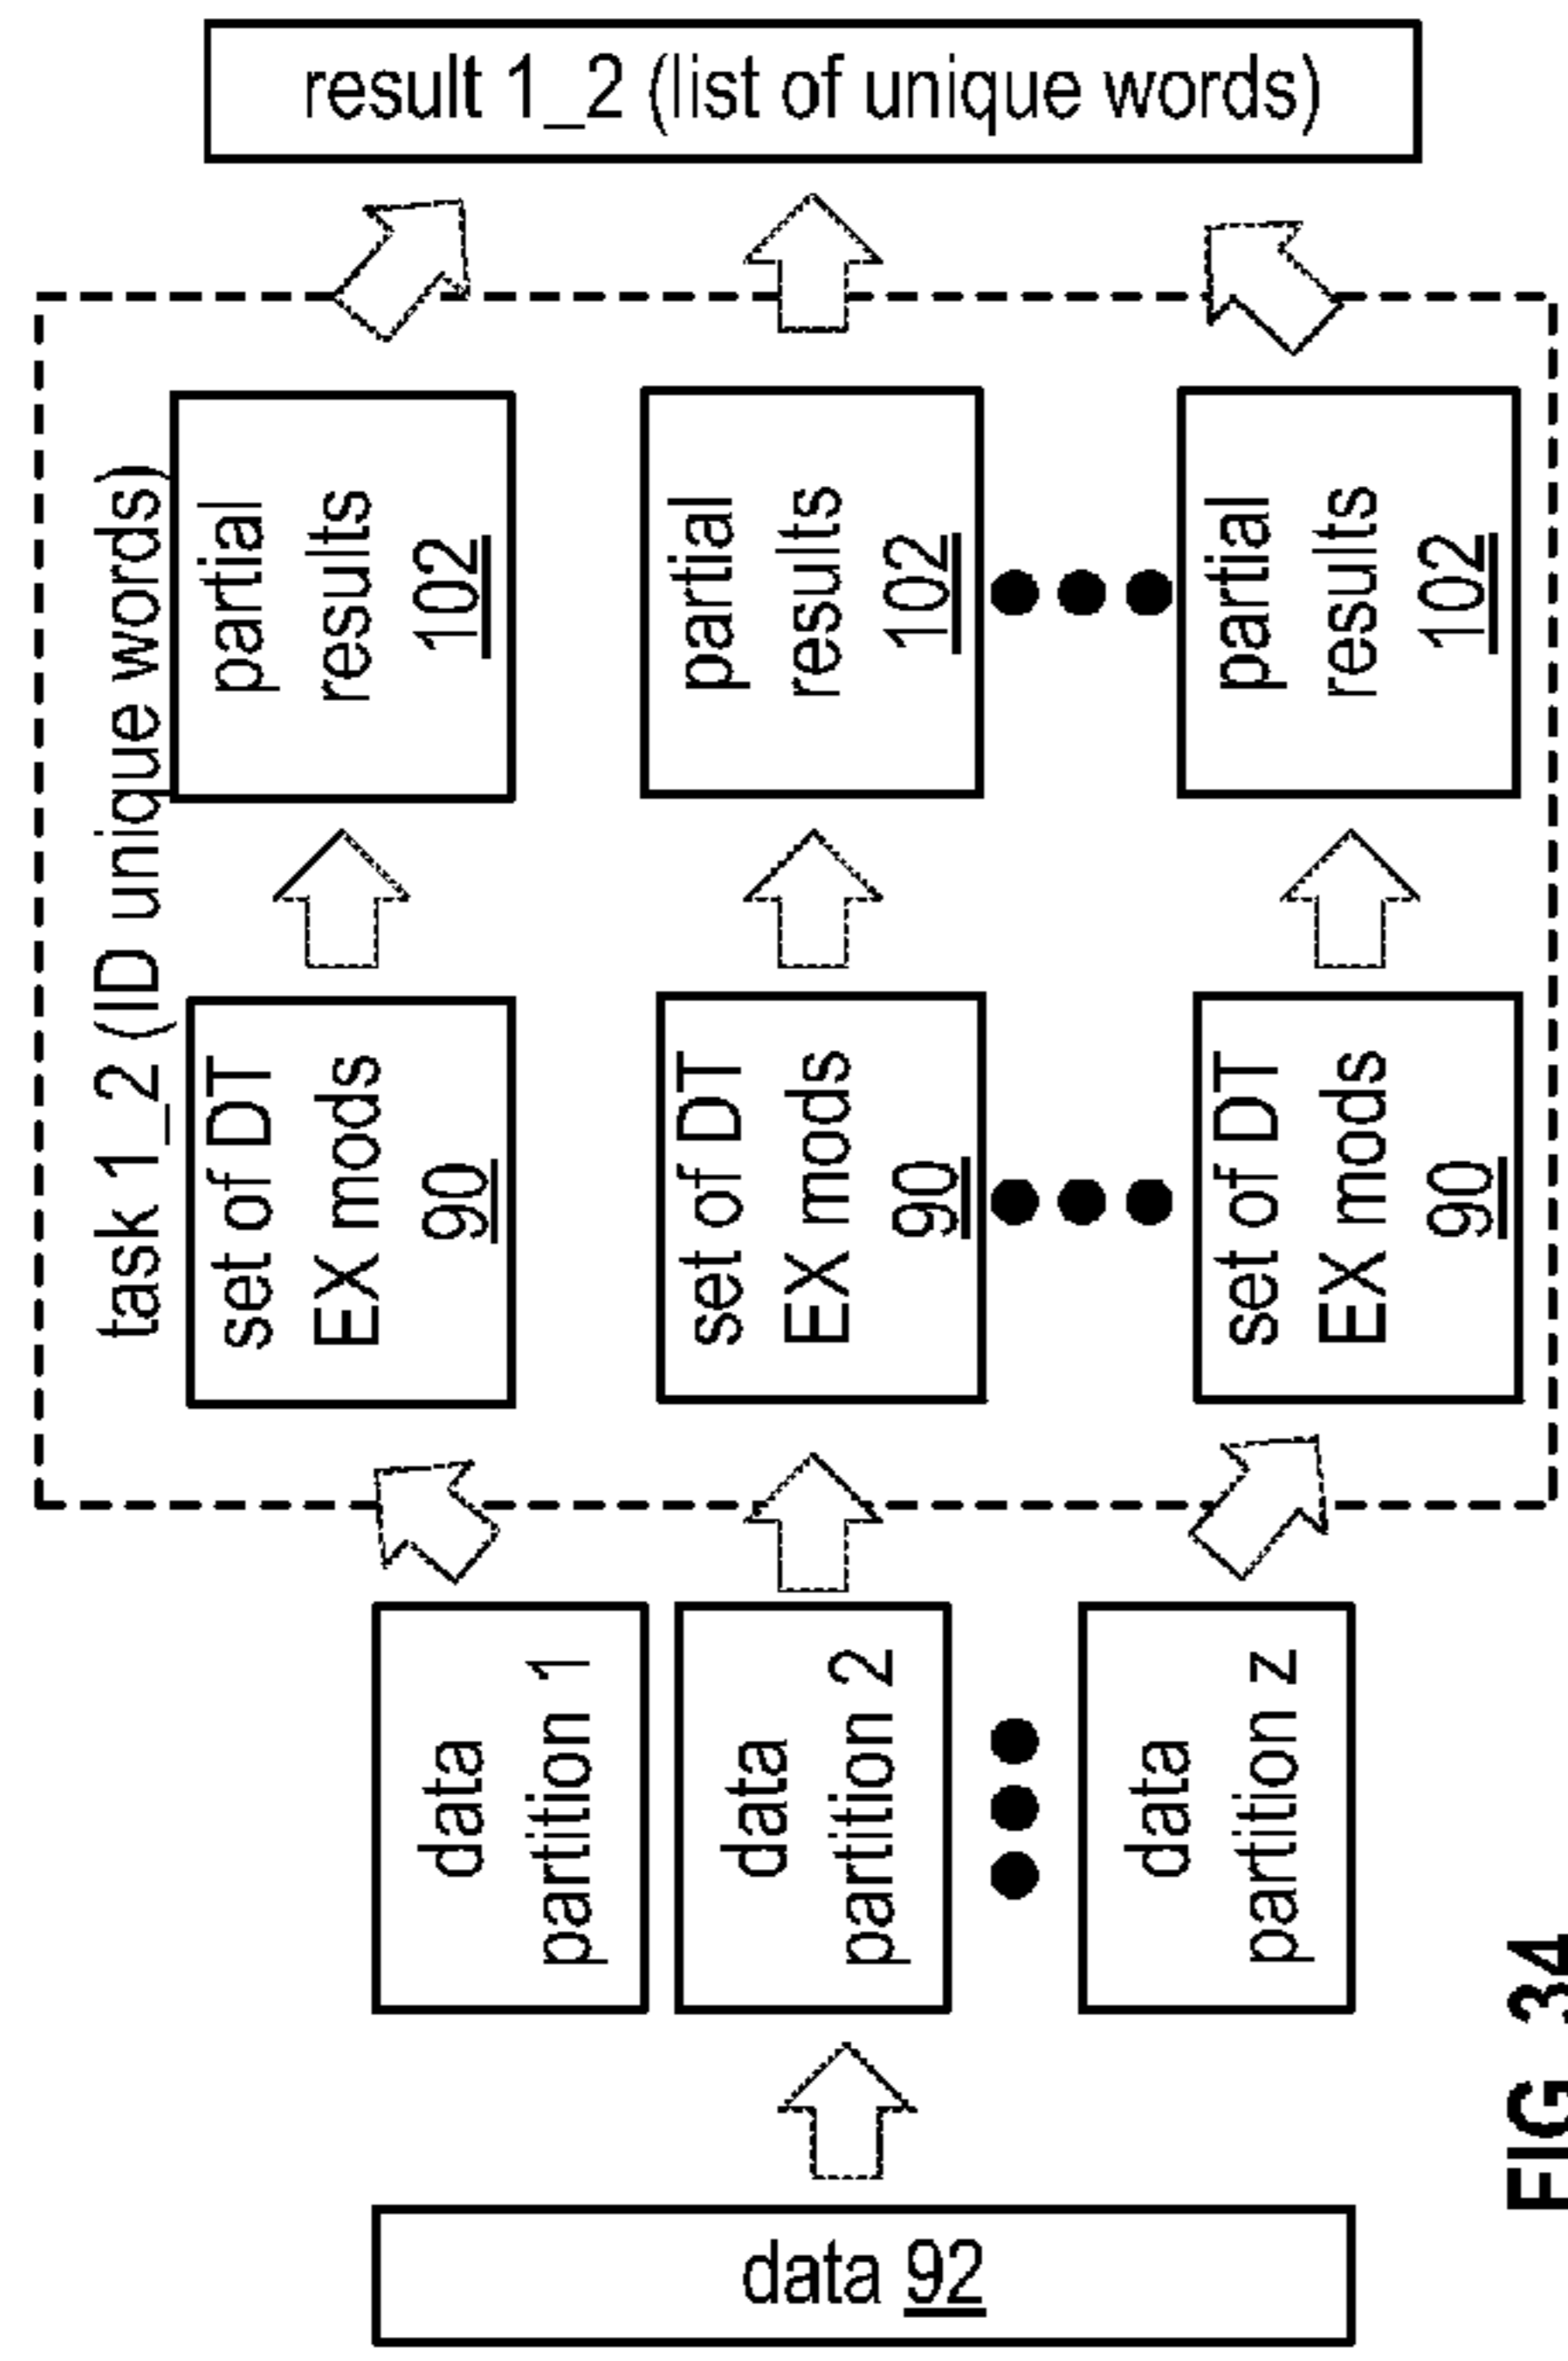 task 1_2 (ID unique words)
data 92
data
partition 1
set of DT
EX mods
90
partial
results
102
data
partition 2
set of DT
EX mods
90
partial
results
102
data
partition z
set of DT
EX mods
90
partial
results
102
result 1_2 (list of unique words)
FIG 34